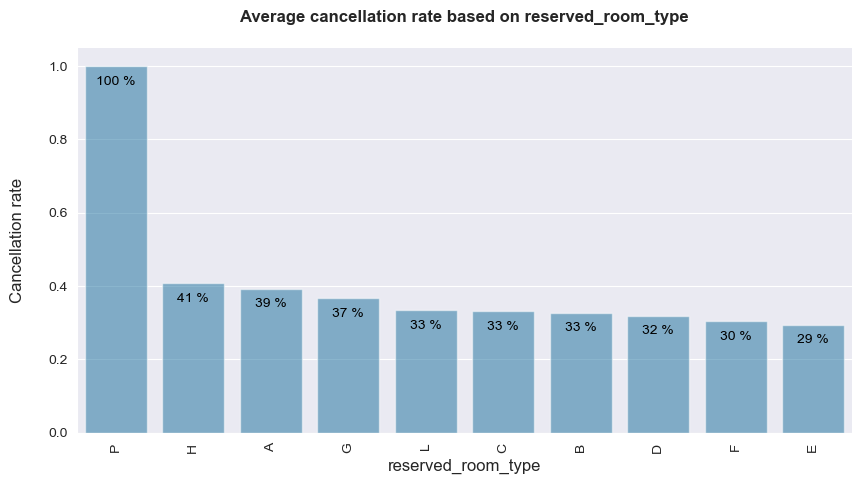 Average cancellation rate based on reserved_room_type
Cancellation rate
1.0
0.8
0.6
0.4
0.2
0.0
100 %
41 %
39 %
37 %
33 %
33 %
33 %
32 %
30 %
29 %
P
H
A
G
L
C
B
D
F
E
reserved_room_type